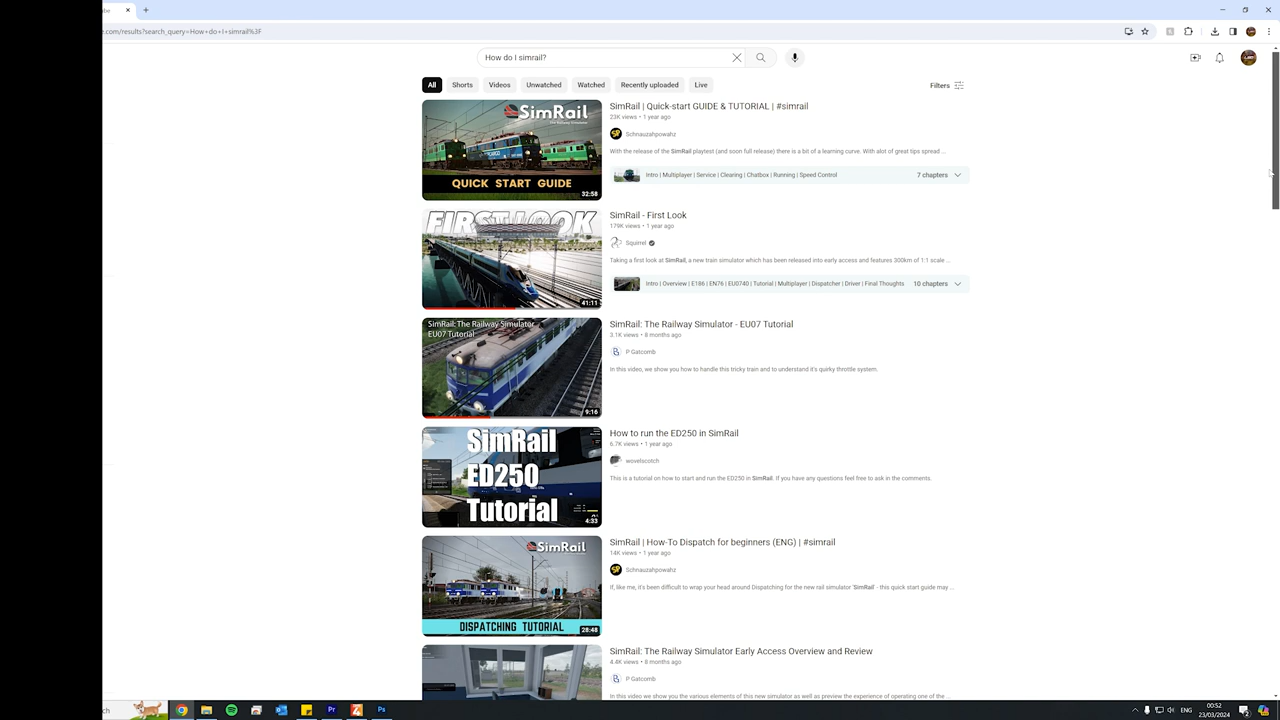 e.com/results?search_query=How+do+I+simrail%3F
How do I simrail?
All Shorts Videos Unwatched Watched Recently uploaded Live Filters
SimRail
The Railway Simulator
QUICK START GUIDE
32:58
SimRail | Quick-start GUIDE & TUTORIAL | #simrail
23K views • 1 year ago
Schnauzahpowahz
With the release of the SimRail playtest (and soon full release) there is a bit of a learning curve. With alot of great tips spread ...
Intro | Multiplayer | Service | Clearing | Chatbox | Running | Speed Control 7 chapters
FIRST LOOK
41:11
SimRail - First Look
179K views • 1 year ago
Squirrel
Taking a first look at SimRail, a new train simulator which has been released into early access and features 300km of 1:1 scale ...
Intro | Overview | E186 | EN76 | EU0740 | Tutorial | Multiplayer | Dispatcher | Driver | Final Thoughts 10 chapters
SimRail: The Railway Simulator
EU07 Tutorial
9:16
SimRail: The Railway Simulator - EU07 Tutorial
3.1K views • 8 months ago
P Gatcomb
In this video, we show you how to handle this tricky train and to understand it's quirky throttle system.
SimRail
ED250
Tutorial
4:33
How to run the ED250 in SimRail
6.7K views • 1 year ago
wovelscotch
This is a tutorial on how to start and run the ED250 in SimRail. If you have any questions feel free to ask in the comments.
SimRail
DISPATCHING TUTORIAL
28:48
SimRail | How-To Dispatch for beginners (ENG) | #simrail
14K views • 1 year ago
Schnauzahpowahz
If, like me, it's been difficult to wrap your head around Dispatching for the new rail simulator 'SimRail' - this quick start guide may ...
SimRail: The Railway Simulator Early Access Overview and Review
4.4K views • 8 months ago
P Gatcomb
In this video we show you the various elements of this new simulator as well as preview the experience of operating one of the ...
ch
ENG
00:52
23/03/2024